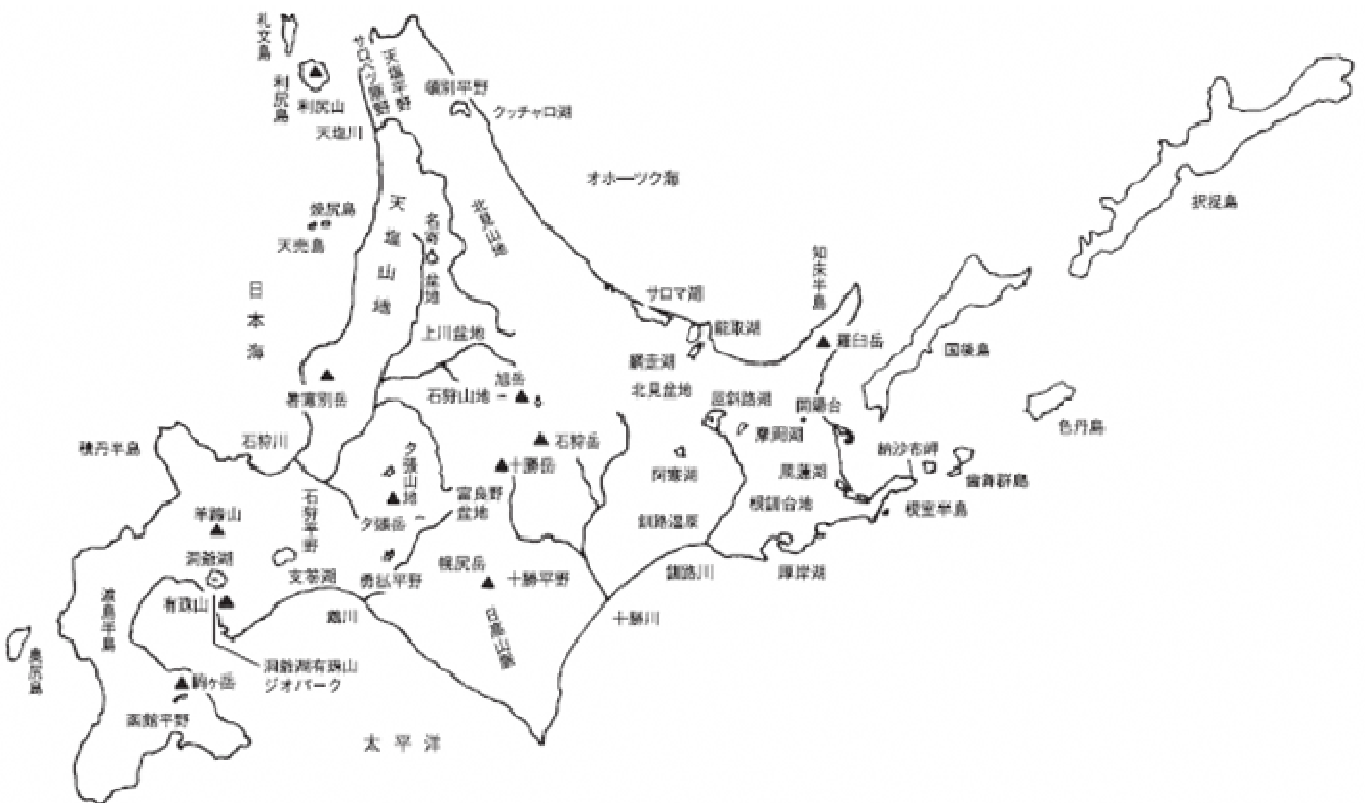 礼文島
利尻島
利尻山
サロベツ原野
天塩平野
頓別平野
クッチャロ湖
天塩川
オホーツク海
択捉島
焼尻島
天売島
天塩山地
名寄盆地
北見山地
日本海
知床半島
サロマ湖
能取湖
羅臼岳
国後島
上川盆地
網走湖
北見盆地
旭岳
石狩山地
暑寒別岳
屈斜路湖
開陽台
色丹島
摩周湖
積丹半島
石狩川
石狩岳
十勝岳
納沙布岬
夕張山地
阿寒湖
風蓮湖
歯舞群島
富良野
盆地
根釧台地
根室半島
石狩平野
羊蹄山
夕張岳
釧路湿原
洞爺湖
支笏湖
勇払平野
幌尻岳
十勝平野
釧路川
厚岸湖
有珠山
渡島半島
鵡川
十勝川
日高山脈
奥尻島
洞爺湖有珠山
ジオパーク
駒ヶ岳
函館平野
太平洋